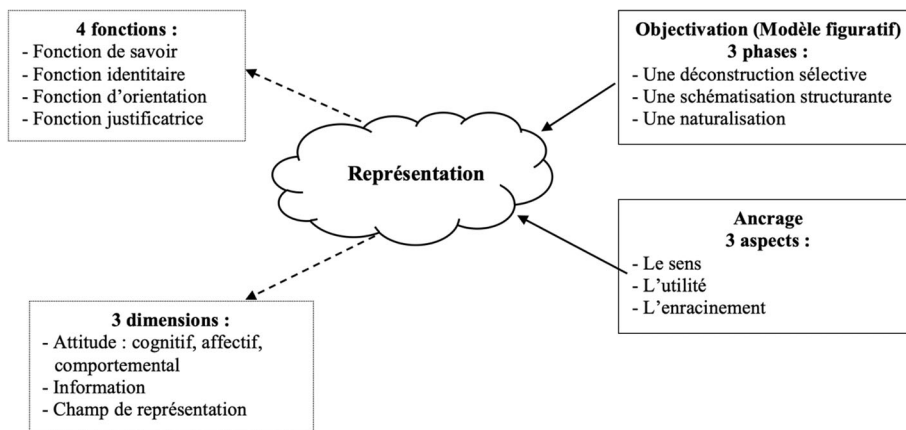 4 fonctions :
- Fonction de savoir
- Fonction identitaire
- Fonction d’orientation
- Fonction justificatrice
Objectivation (Modèle figuratif)
3 phases :
- Une déconstruction sélective
- Une schématisation structurante
- Une naturalisation
Représentation
Ancrage
3 aspects :
- Le sens
- L’utilité
- L’enracinement
3 dimensions :
- Attitude : cognitif, affectif,
comportemental
- Information
- Champ de représentation